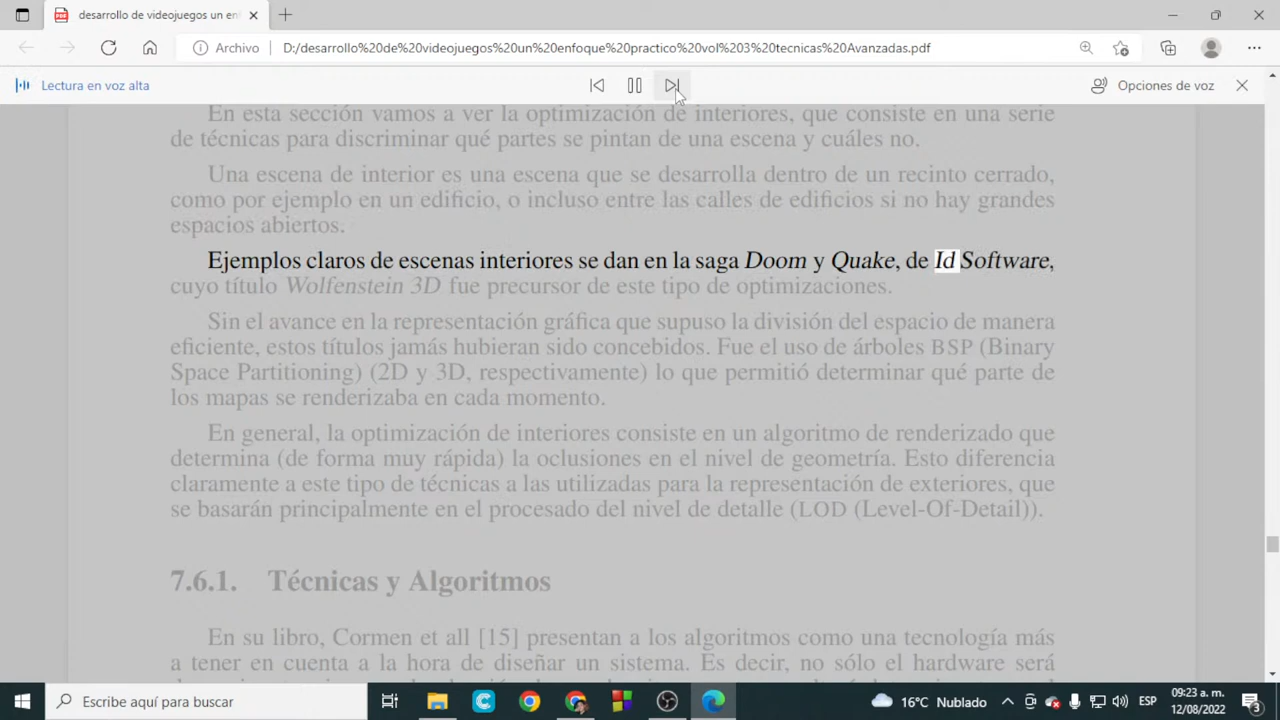 desarrollo de videojuegos un en
Archivo
D:/desarrollo%20de%20videojuegos%20un%20enfoque%20practico%20vol%203%20tecnicas%20Avanzadas.pdf
Lectura en voz alta
Opciones de voz
En esta sección vamos a ver la optimización de interiores, que consiste en una serie
de técnicas para discriminar qué partes se pintan de una escena y cuáles no.
Una escena de interior es una escena que se desarrolla dentro de un recinto cerrado,
como por ejemplo en un edificio, o incluso entre las calles de edificios si no hay grandes
espacios abiertos.
Ejemplos claros de escenas interiores se dan en la saga Doom y Quake, de Id Software,
cuyo título Wolfenstein 3D fue precursor de este tipo de optimizaciones.
Sin el avance en la representación gráfica que supuso la división del espacio de manera
eficiente, estos títulos jamás hubieran sido concebidos. Fue el uso de árboles BSP (Binary
Space Partitioning) (2D y 3D, respectivamente) lo que permitió determinar qué parte de
los mapas se renderizaba en cada momento.
En general, la optimización de interiores consiste en un algoritmo de renderizado que
determina (de forma muy rápida) la oclusiones en el nivel de geometría. Esto diferencia
claramente a este tipo de técnicas a las utilizadas para la representación de exteriores, que
se basarán principalmente en el procesado del nivel de detalle (LOD (Level-Of-Detail)).
7.6.1. Técnicas y Algoritmos
En su libro, Cormen et all [15] presentan a los algoritmos como una tecnología más
a tener en cuenta a la hora de diseñar un sistema. Es decir, no sólo el hardware será
Escribe aquí para buscar
16°C Nublado
ESP
09:23 a. m.
12/08/2022
3